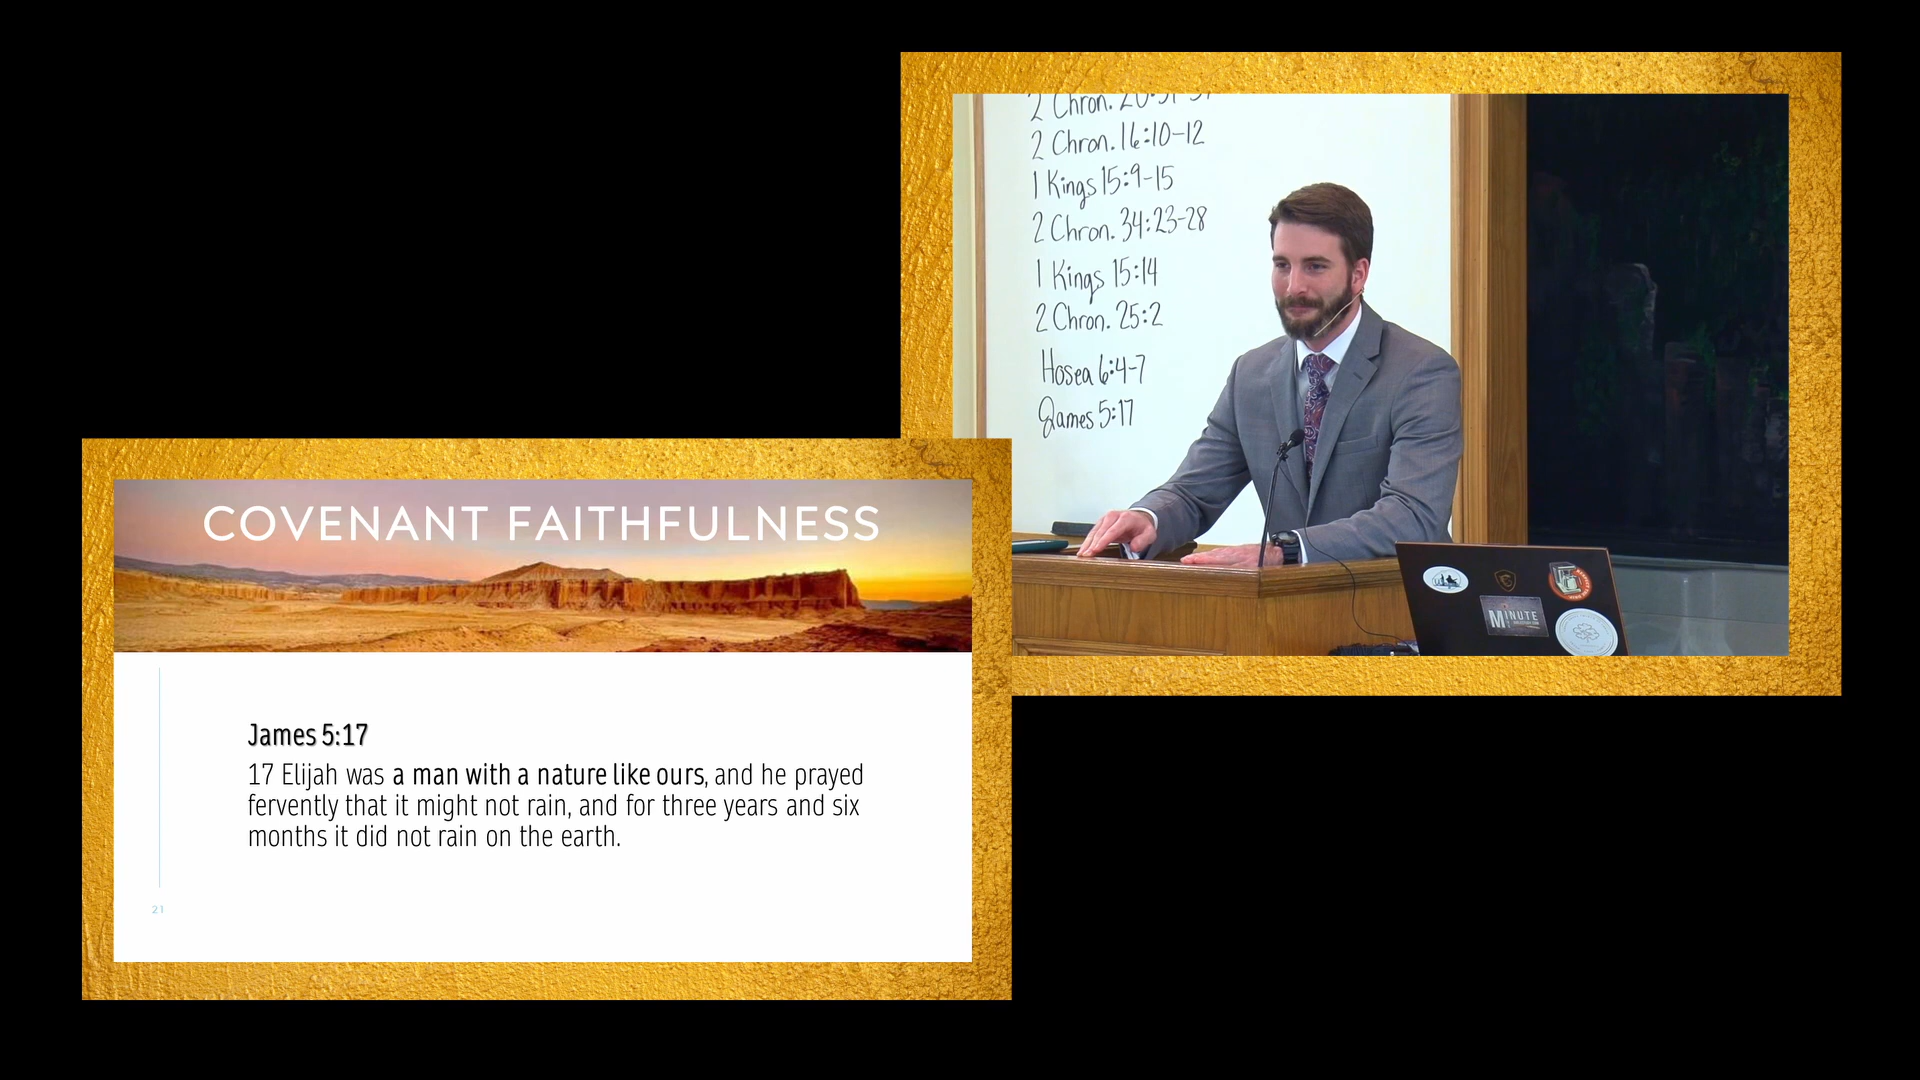 2 Chron. 20:31-37
2 Chron. 16:10-12
1 Kings 15:9-15
2 Chron. 34:23-28
1 Kings 15:14
2 Chron. 25:2
Hosea 6:4-7
James 5:17
MINUTE
COVENANT FAITHFULNESS
James 5:17
17 Elijah was a man with a nature like ours, and he prayed
fervently that it might not rain, and for three years and six
months it did not rain on the earth.
21